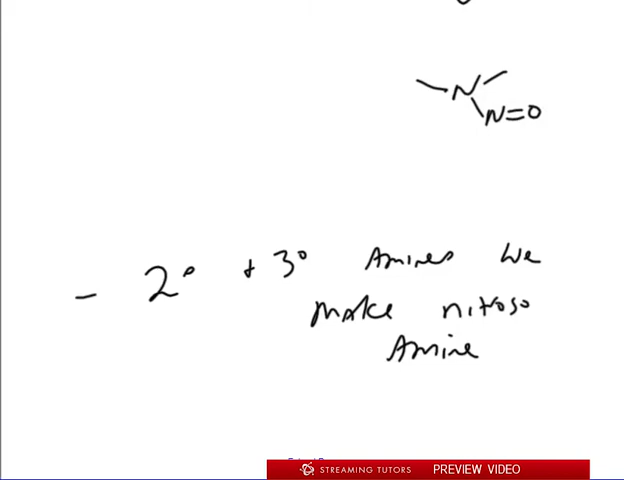 N
N=O
- 2° + 3° Amines we
make nitroso
Amine
STREAMING TUTORS PREVIEW VIDEO